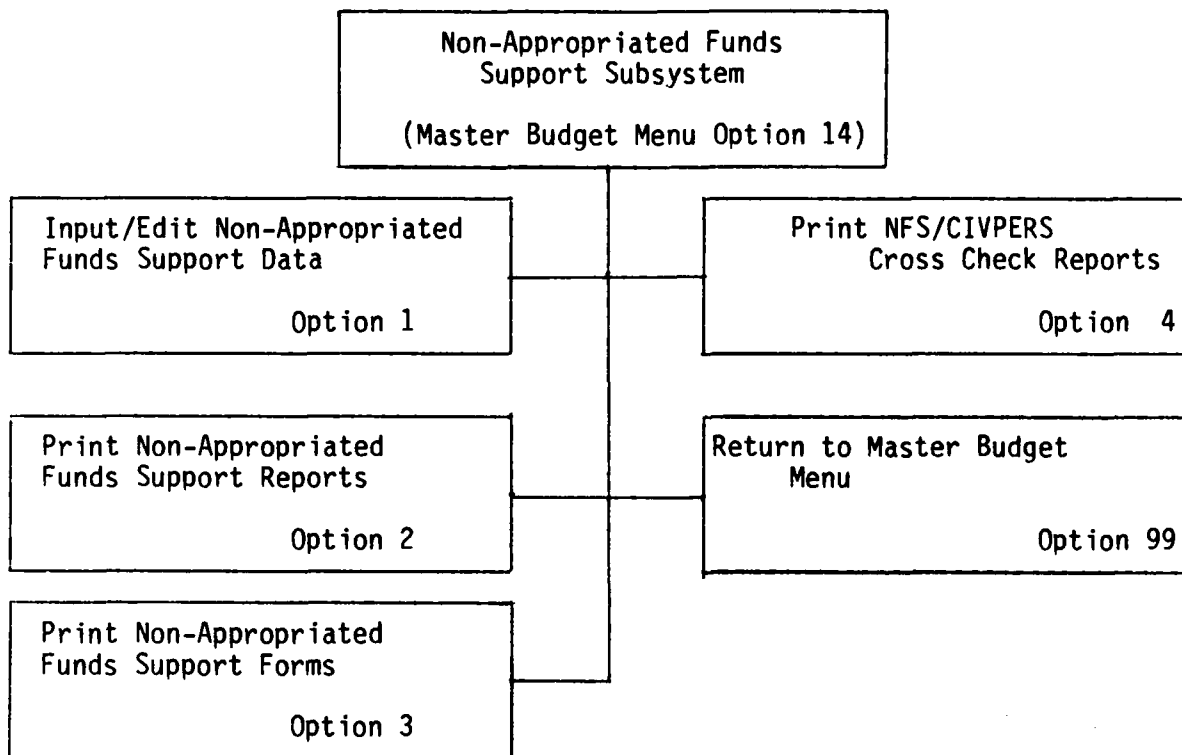 Non-Appropriated Funds
Support Subsystem
(Master Budget Menu Option 14)
Input/Edit Non-Appropriated
Funds Support Data
Option 1
Print NFS/CIVPERS
Cross Check Reports
Option 4
Print Non-Appropriated
Funds Support Reports
Option 2
Return to Master Budget
Menu
Option 99
Print Non-Appropriated
Funds Support Forms
Option 3